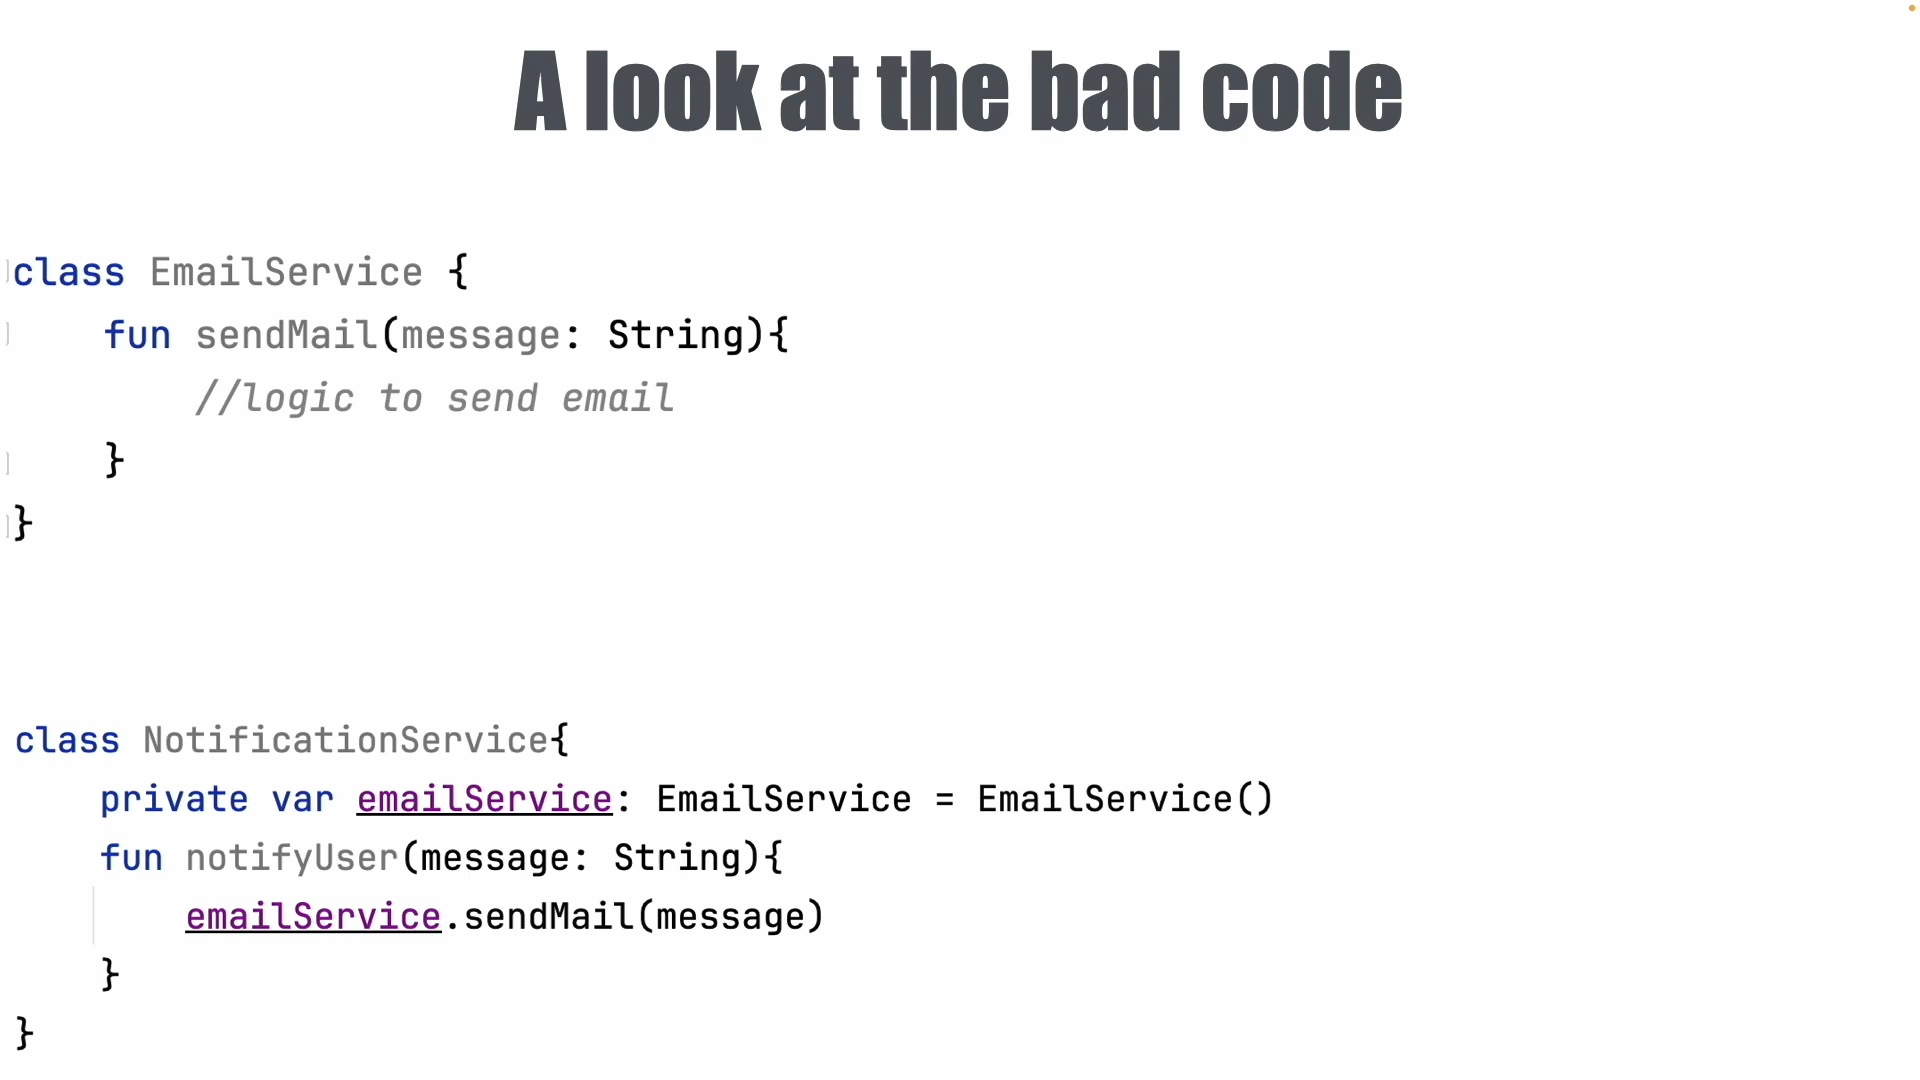 A look at the bad code
class EmailService {
    fun sendMail(message: String){
        //logic to send email
    }
}
class NotificationService{
    private var emailService: EmailService = EmailService()
    fun notifyUser(message: String){
        emailService.sendMail(message)
    }
}